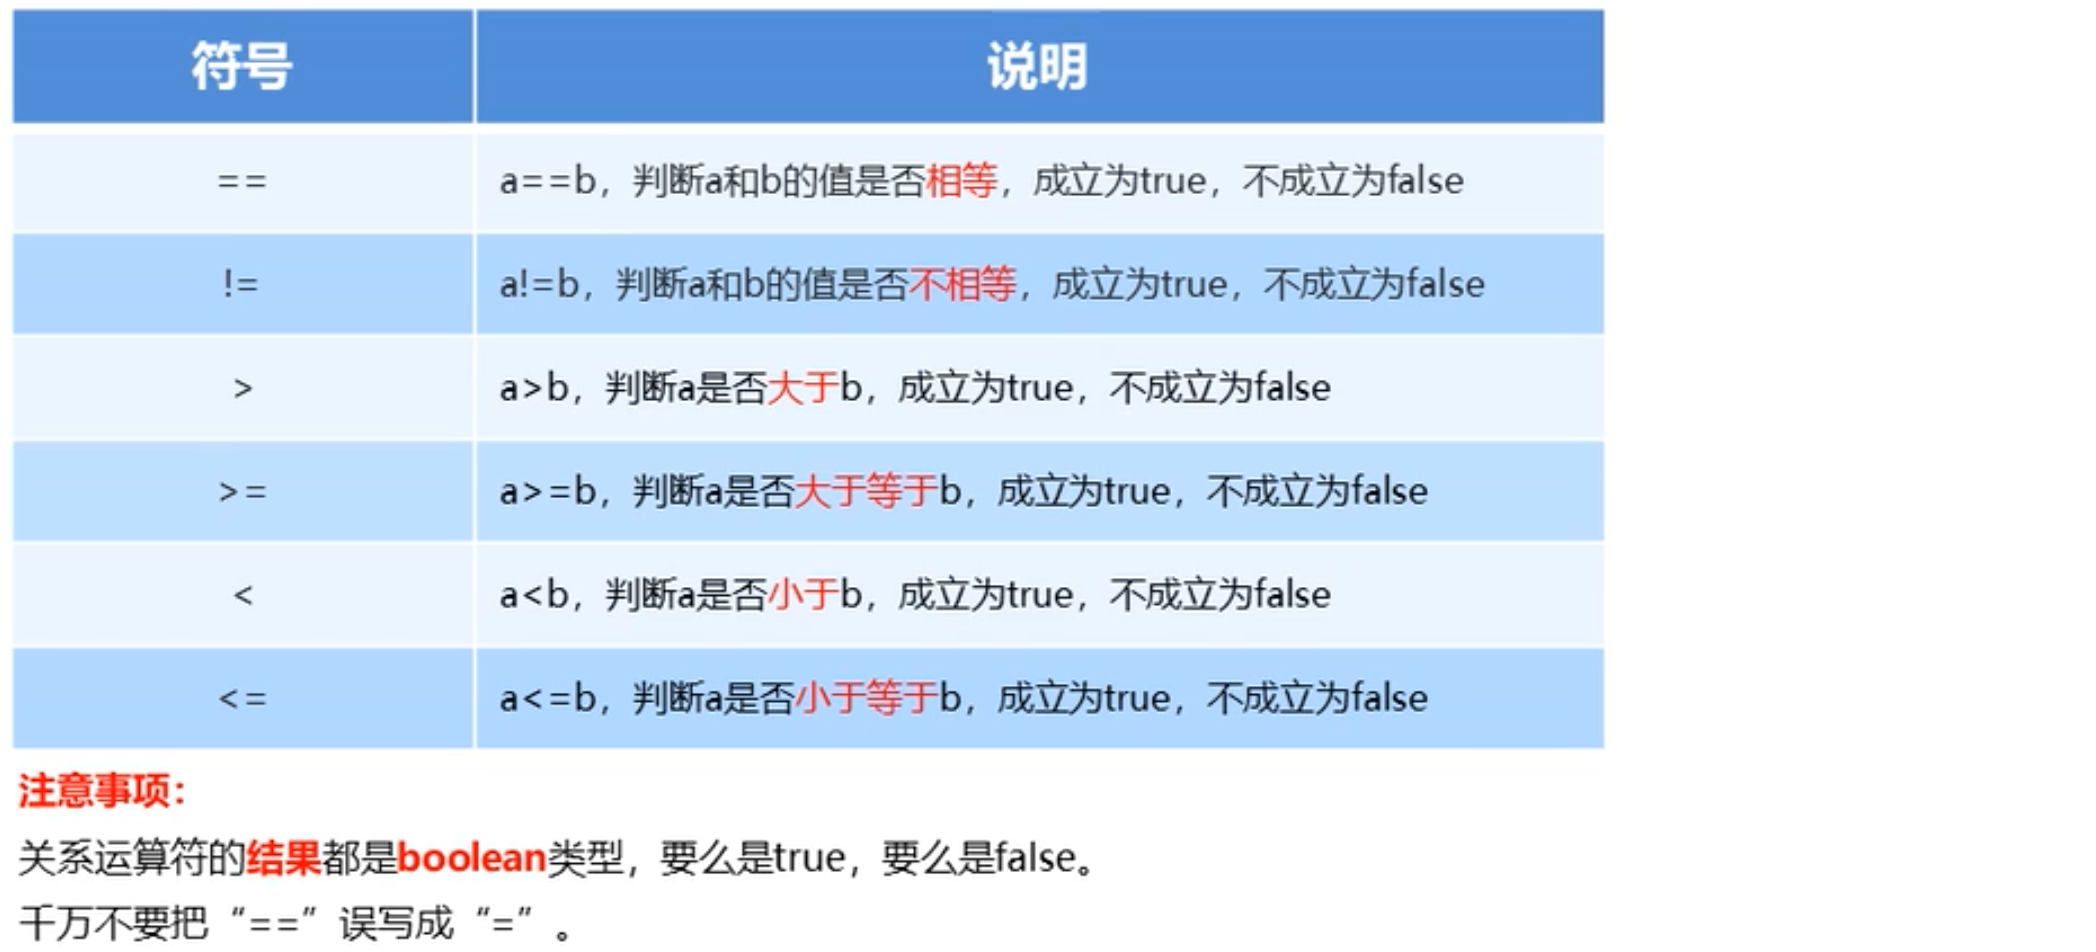 符号 说明
== a==b，判断a和b的值是否相等，成立为true，不成立为false
!= a!=b，判断a和b的值是否不相等，成立为true，不成立为false
> a>b，判断a是否大于b，成立为true，不成立为false
>= a>=b，判断a是否大于等于b，成立为true，不成立为false
< a<b，判断a是否小于b，成立为true，不成立为false
<= a<=b，判断a是否小于等于b，成立为true，不成立为false
注意事项：
关系运算符的结果都是boolean类型，要么是true，要么是false。
千万不要把“==”误写成“=”。